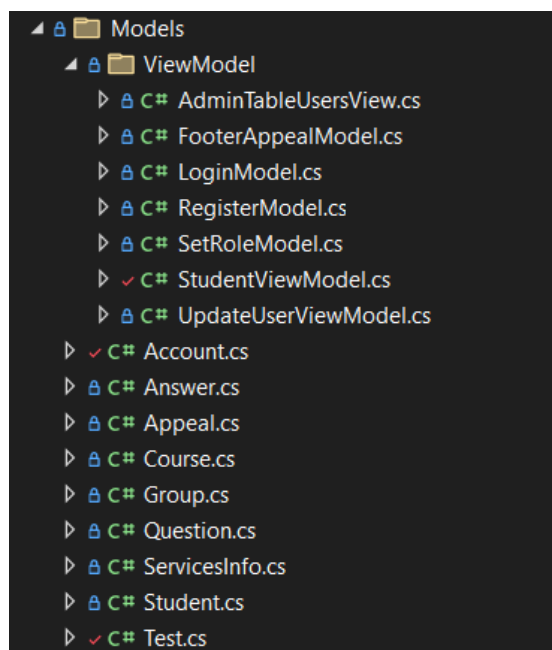 Models
ViewModel
C# AdminTableUsersView.cs
C# FooterAppealModel.cs
C# LoginModel.cs
C# RegisterModel.cs
C# SetRoleModel.cs
C# StudentViewModel.cs
C# UpdateUserViewModel.cs
C# Account.cs
C# Answer.cs
C# Appeal.cs
C# Course.cs
C# Group.cs
C# Question.cs
C# ServicesInfo.cs
C# Student.cs
C# Test.cs